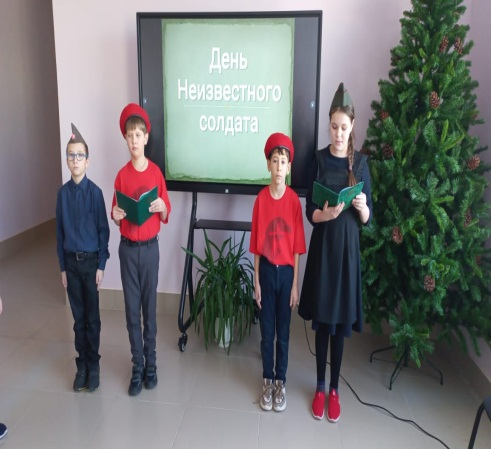 День
Неизвестного
солдата